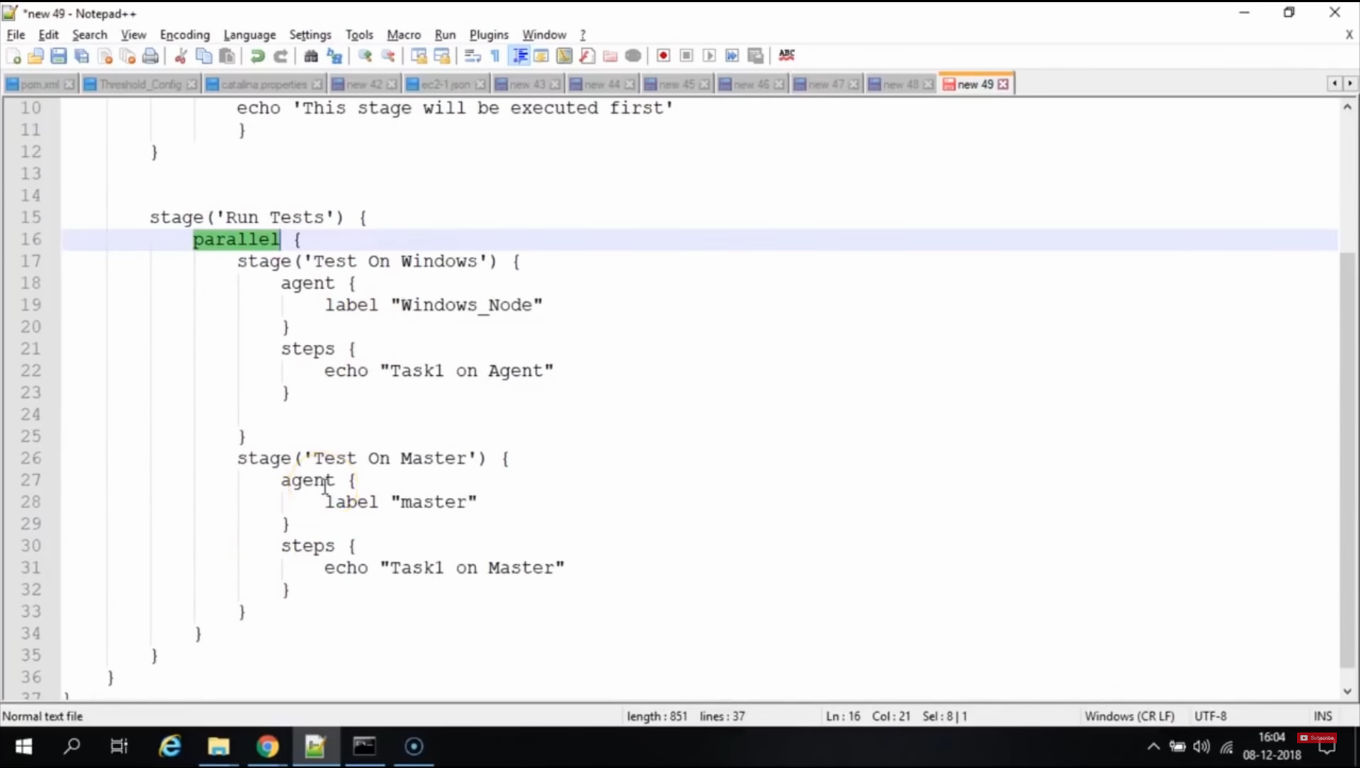 *new 49 - Notepad++
File Edit Search View Encoding Language Settings Tools Macro Run Plugins Window ? X
pom.xml Threshold_Config catalina.properties new 42 ec2-1.json new 43 new 44 new 45 new 46 new 47 new 48 new 49
10 echo 'This stage will be executed first'
11 }
12 }
13
14
15 stage('Run Tests') {
16 parallel {
17 stage('Test On Windows') {
18 agent {
19 label "Windows_Node"
20 }
21 steps {
22 echo "Task1 on Agent"
23 }
24
25 }
26 stage('Test On Master') {
27 agent {
28 label "master"
29 }
30 steps {
31 echo "Task1 on Master"
32 }
33 }
34 }
35 }
36 }
37 }
Normal text file length : 851 lines : 37 Ln : 16 Col : 21 Sel : 8 | 1 Windows (CR LF) UTF-8 INS
16:04
08-12-2018
Subscribe